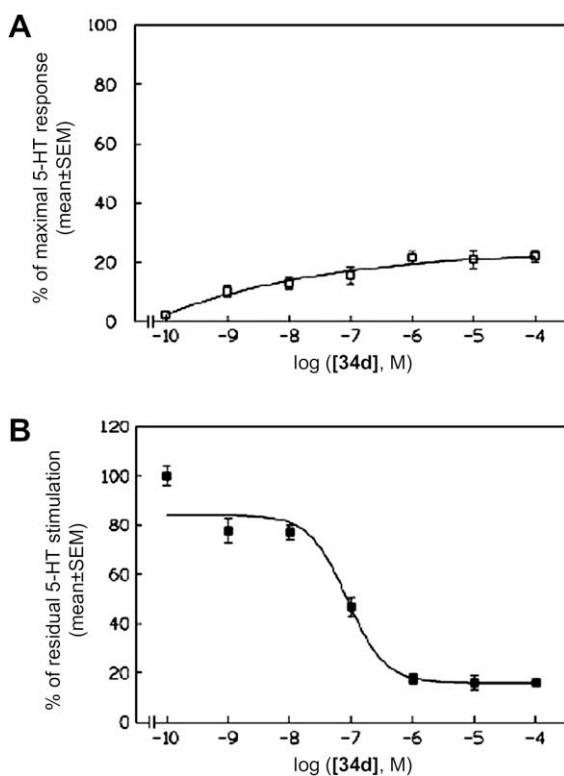 A
% of maximal 5-HT response
(mean±SEM)
100
80
60
40
20
0
-10 -9 -8 -7 -6 -5 -4
log ([34d], M)
B
% of residual 5-HT stimulation
(mean±SEM)
120
100
80
60
40
20
0
-10 -9 -8 -7 -6 -5 -4
log ([34d], M)